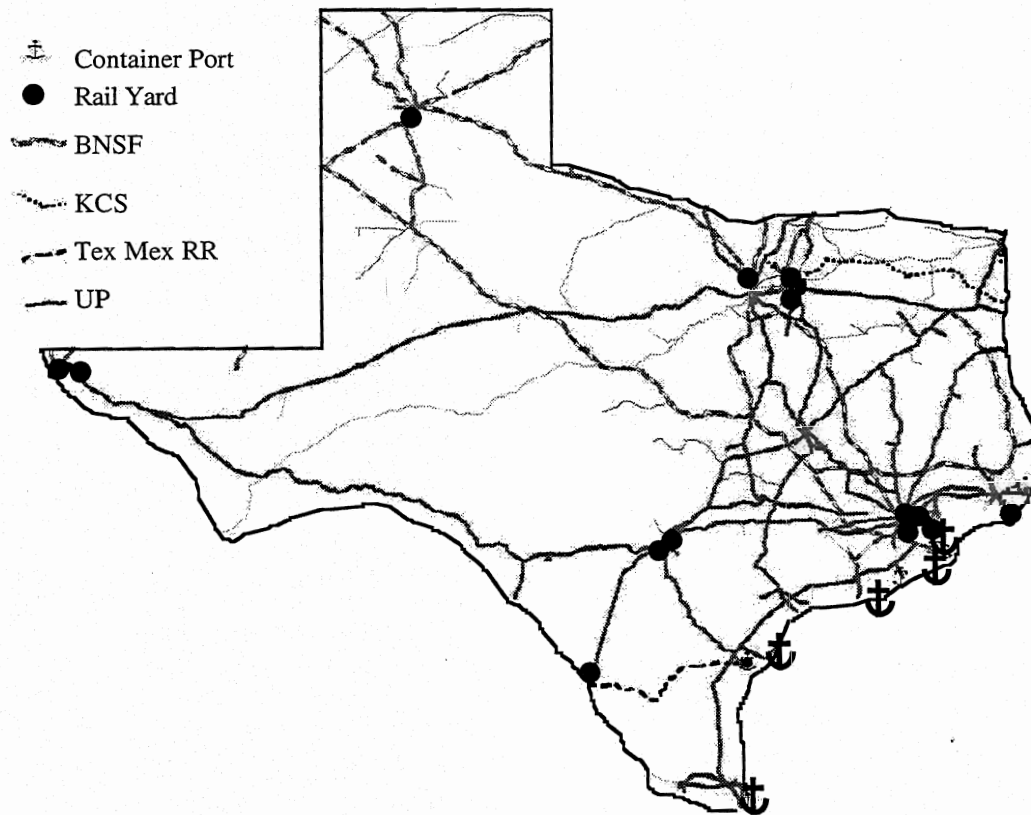 Container Port
Rail Yard
BNSF
KCS
Tex Mex RR
UP